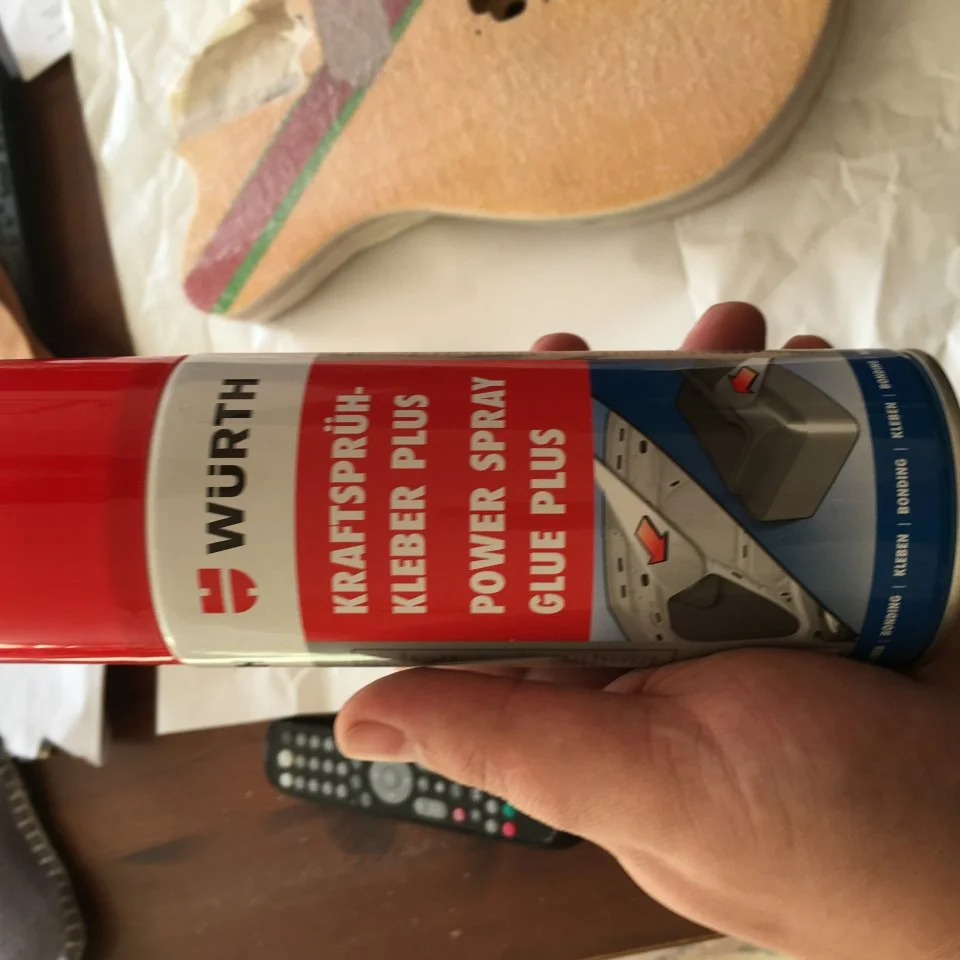 WÜRTH
KRAFTSPRÜH-
KLEBER PLUS
POWER SPRAY
GLUE PLUS
BONDING | KLEBEN | BONDING | KLEBEN | BONDING